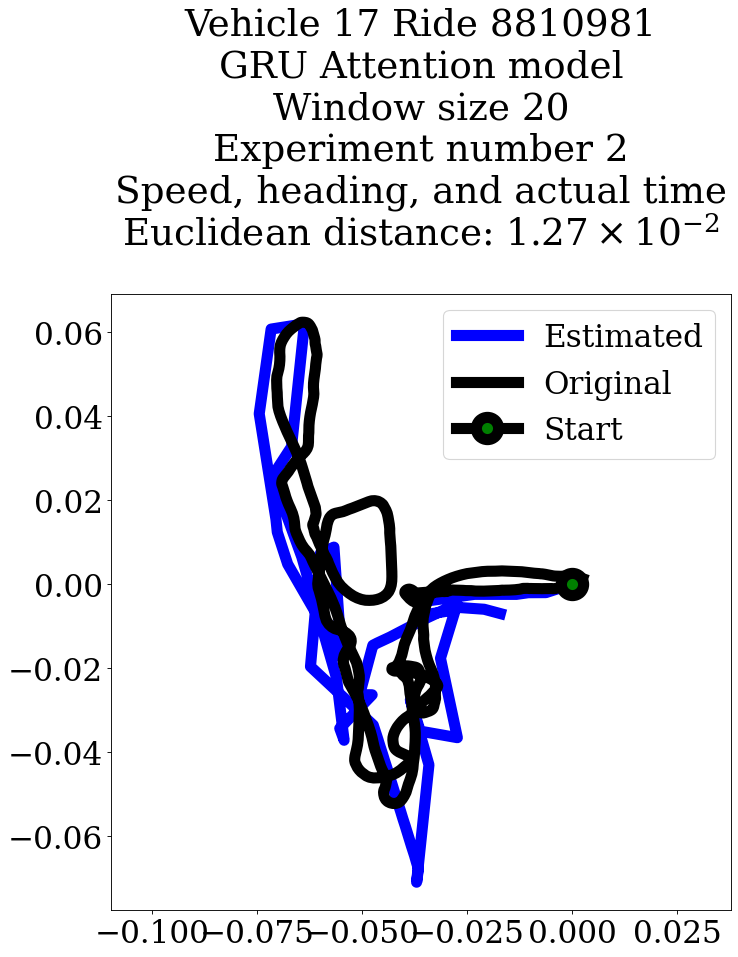 Vehicle 17 Ride 8810981
GRU Attention model
Window size 20
Experiment number 2
Speed, heading, and actual time
Euclidean distance: 1.27 × 10⁻²
Estimated
Original
Start
0.06
0.04
0.02
0.00
−0.02
−0.04
−0.06
−0.100 −0.075 −0.050 −0.025 0.000 0.025